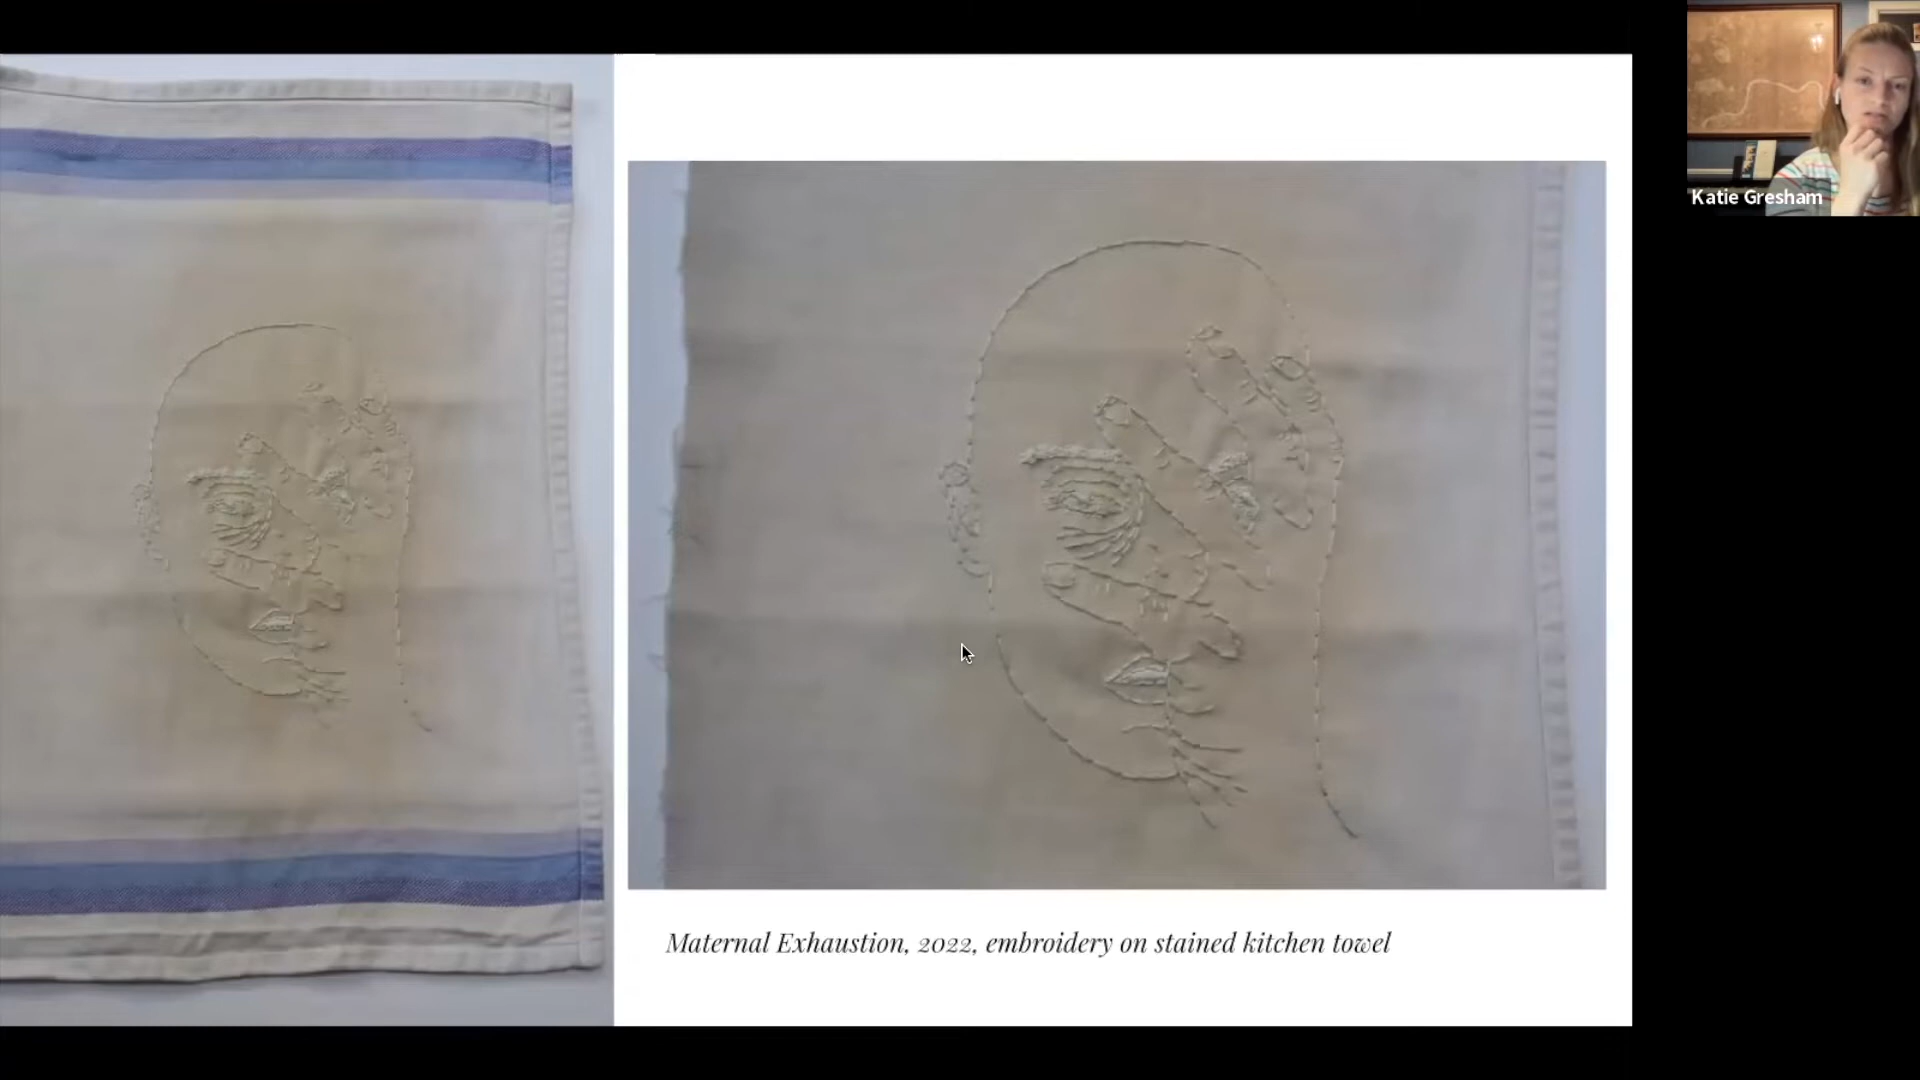 Katie Gresham
Maternal Exhaustion, 2022, embroidery on stained kitchen towel